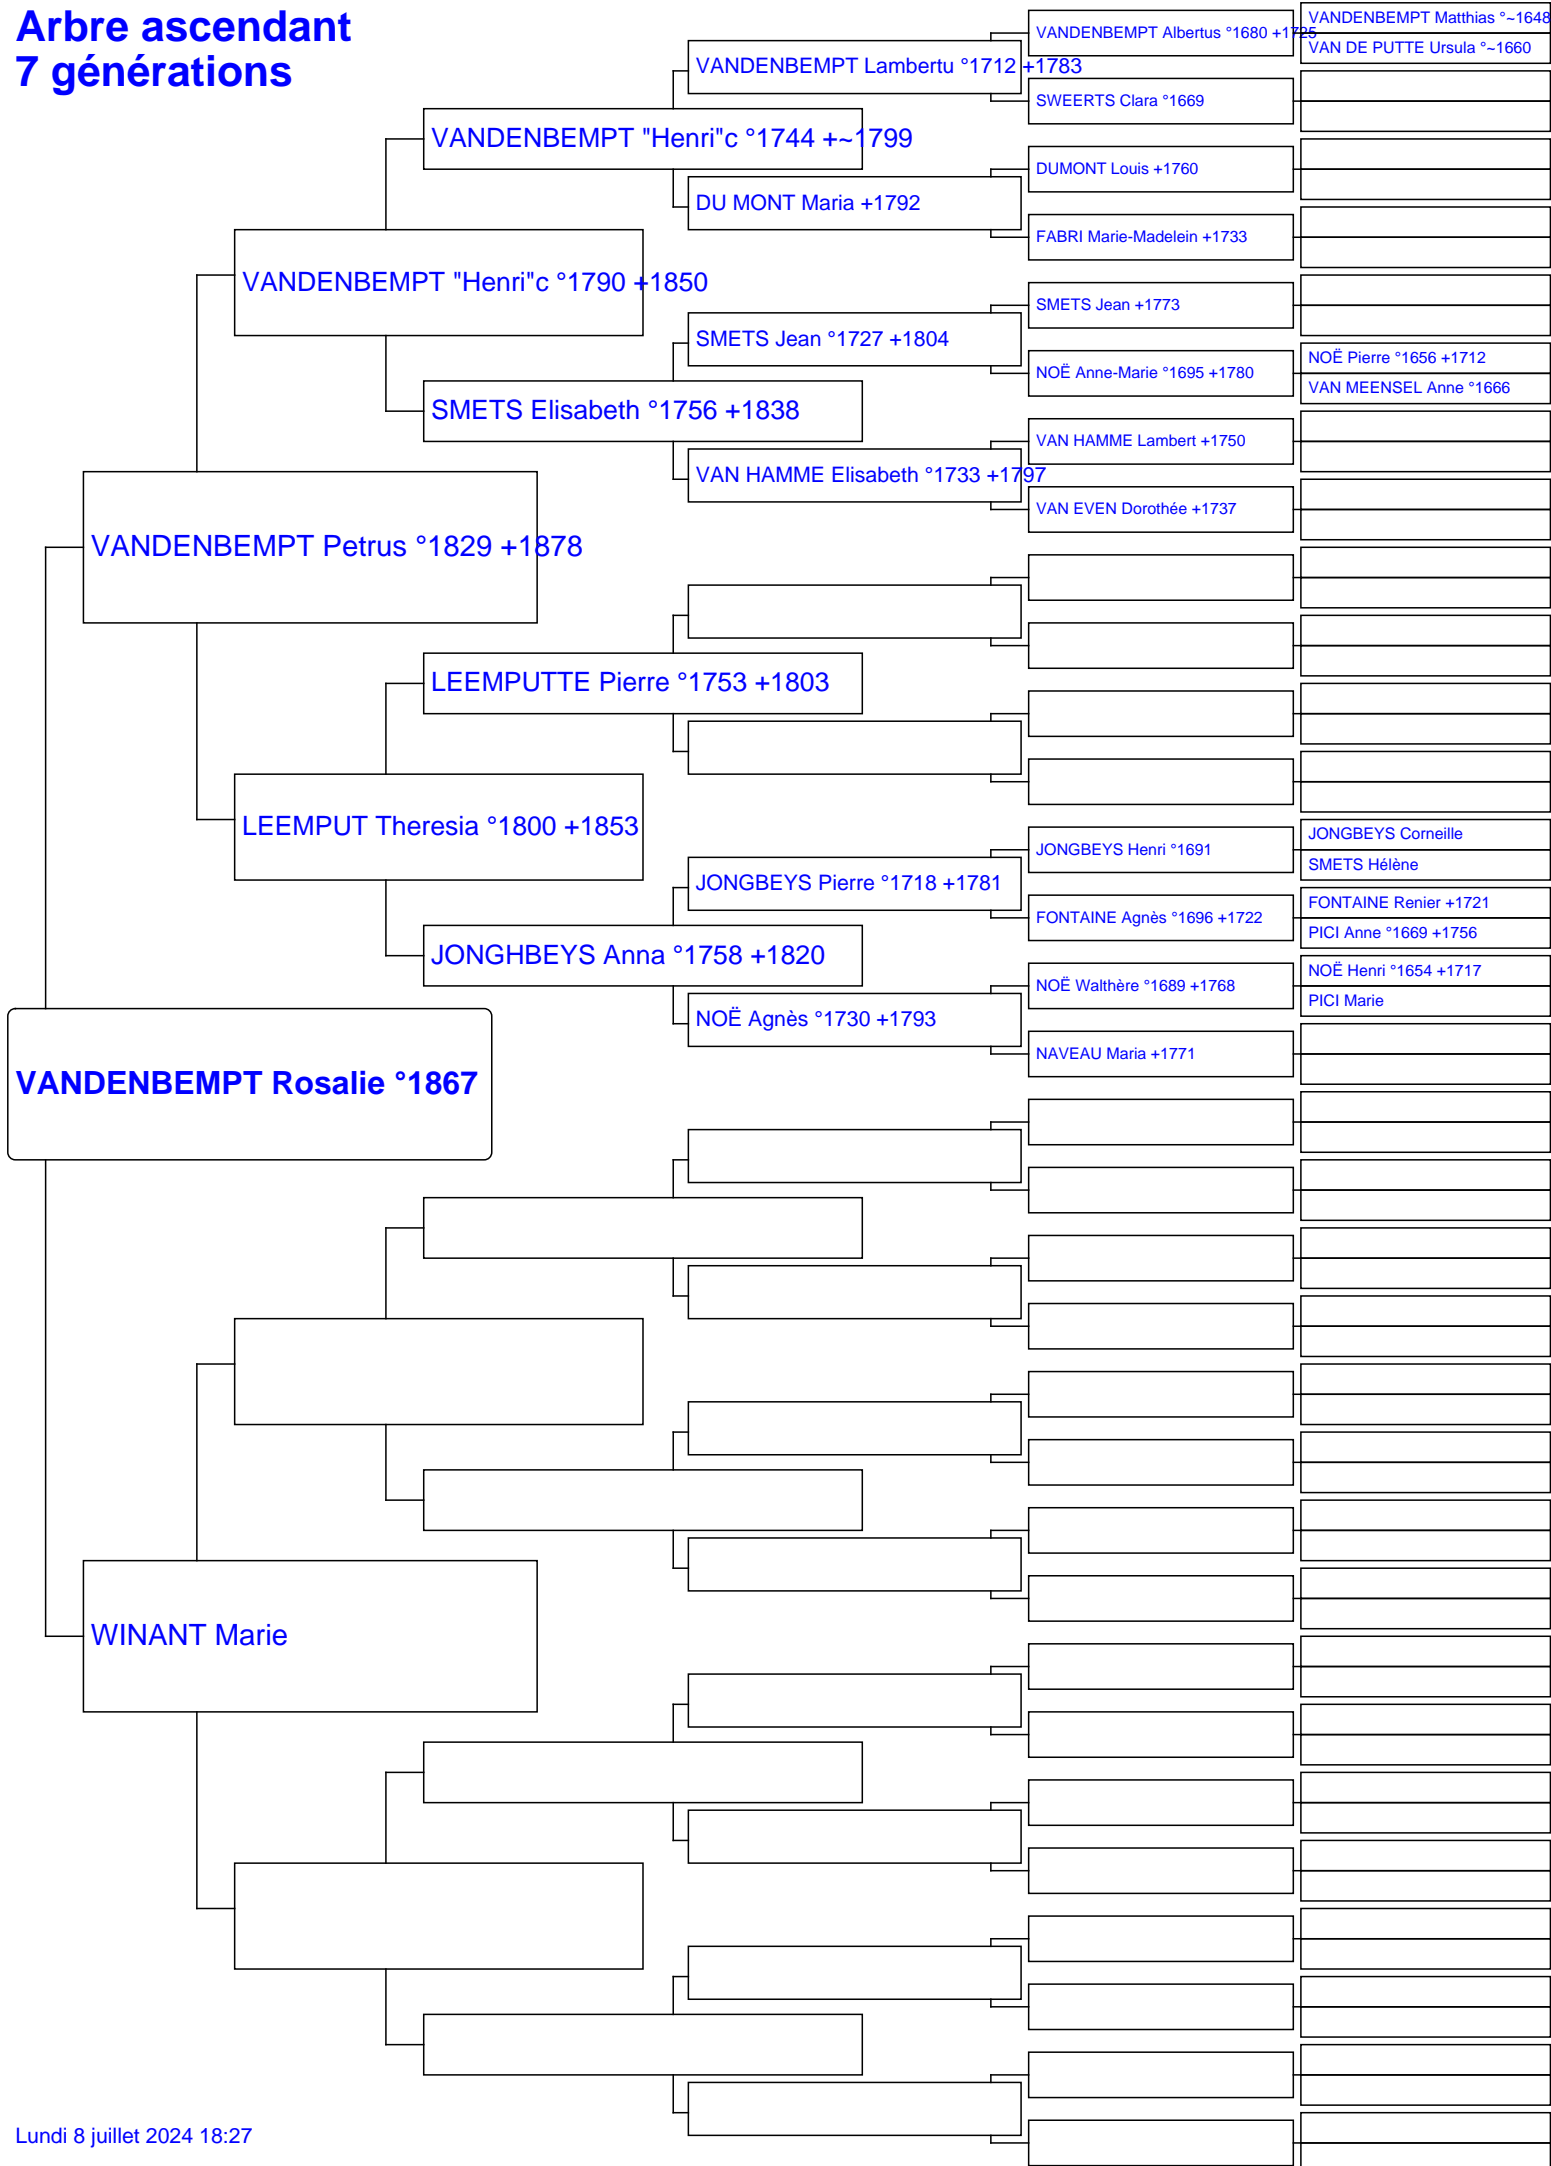 Arbre ascendant
7 générations
VANDENBEMPT Matthias °~1648
VANDENBEMPT Albertus °1680 +1725
VAN DE PUTTE Ursula °~1660
VANDENBEMPT Lambertu °1712 +1783
SWEERTS Clara °1669
VANDENBEMPT "Henri"c °1744 +~1799
DUMONT Louis +1760
DU MONT Maria +1792
FABRI Marie-Madelein +1733
VANDENBEMPT "Henri"c °1790 +1850
SMETS Jean +1773
SMETS Jean °1727 +1804
NOË Pierre °1656 +1712
NOË Anne-Marie °1695 +1780
VAN MEENSEL Anne °1666
SMETS Elisabeth °1756 +1838
VAN HAMME Lambert +1750
VAN HAMME Elisabeth °1733 +1797
VAN EVEN Dorothée +1737
VANDENBEMPT Petrus °1829 +1878
LEEMPUTTE Pierre °1753 +1803
LEEMPUT Theresia °1800 +1853
JONGBEYS Corneille
JONGBEYS Henri °1691
SMETS Hélène
JONGBEYS Pierre °1718 +1781
FONTAINE Renier +1721
FONTAINE Agnès °1696 +1722
PICI Anne °1669 +1756
JONGHBEYS Anna °1758 +1820
NOË Henri °1654 +1717
NOË Walthère °1689 +1768
PICI Marie
NOË Agnès °1730 +1793
NAVEAU Maria +1771
VANDENBEMPT Rosalie °1867
WINANT Marie
Lundi 8 juillet 2024 18:27